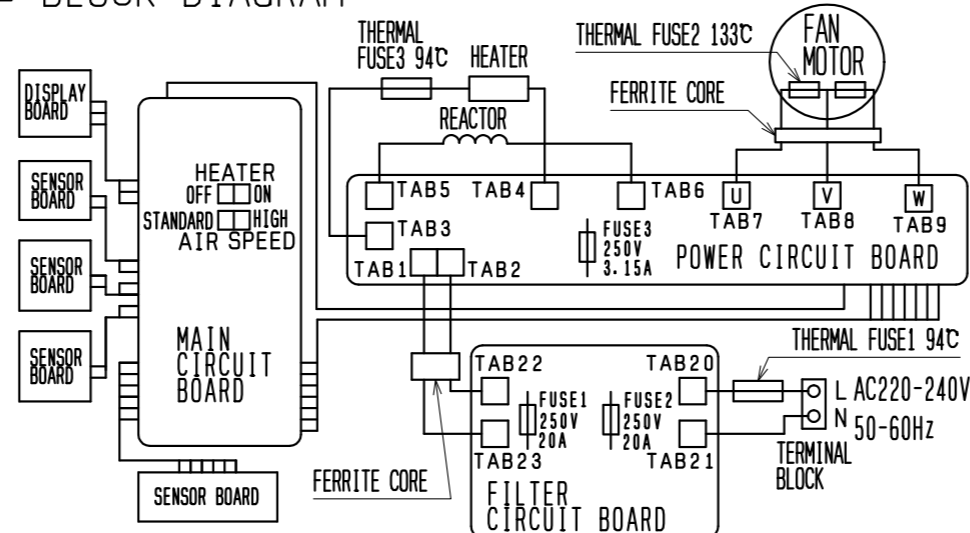 BLOCK DIAGRAM
THERMAL
FUSE3 94℃
HEATER
THERMAL FUSE2 133℃
FAN
MOTOR
FERRITE CORE
REACTOR
DISPLAY
BOARD
SENSOR
BOARD
SENSOR
BOARD
SENSOR
BOARD
HEATER
OFF ON
STANDARD HIGH
AIR SPEED
MAIN
CIRCUIT
BOARD
SENSOR BOARD
TAB5
TAB4
TAB6
U
V
W
TAB7
TAB8
TAB9
TAB3
TAB1
TAB2
FUSE3
250V
3.15A
POWER CIRCUIT BOARD
THERMAL FUSE1 94℃
TAB22
TAB20
FUSE1
250V
20A
FUSE2
250V
20A
TAB23
TAB21
L AC220-240V
N 50-60Hz
TERMINAL
BLOCK
FERRITE CORE
FILTER
CIRCUIT BOARD